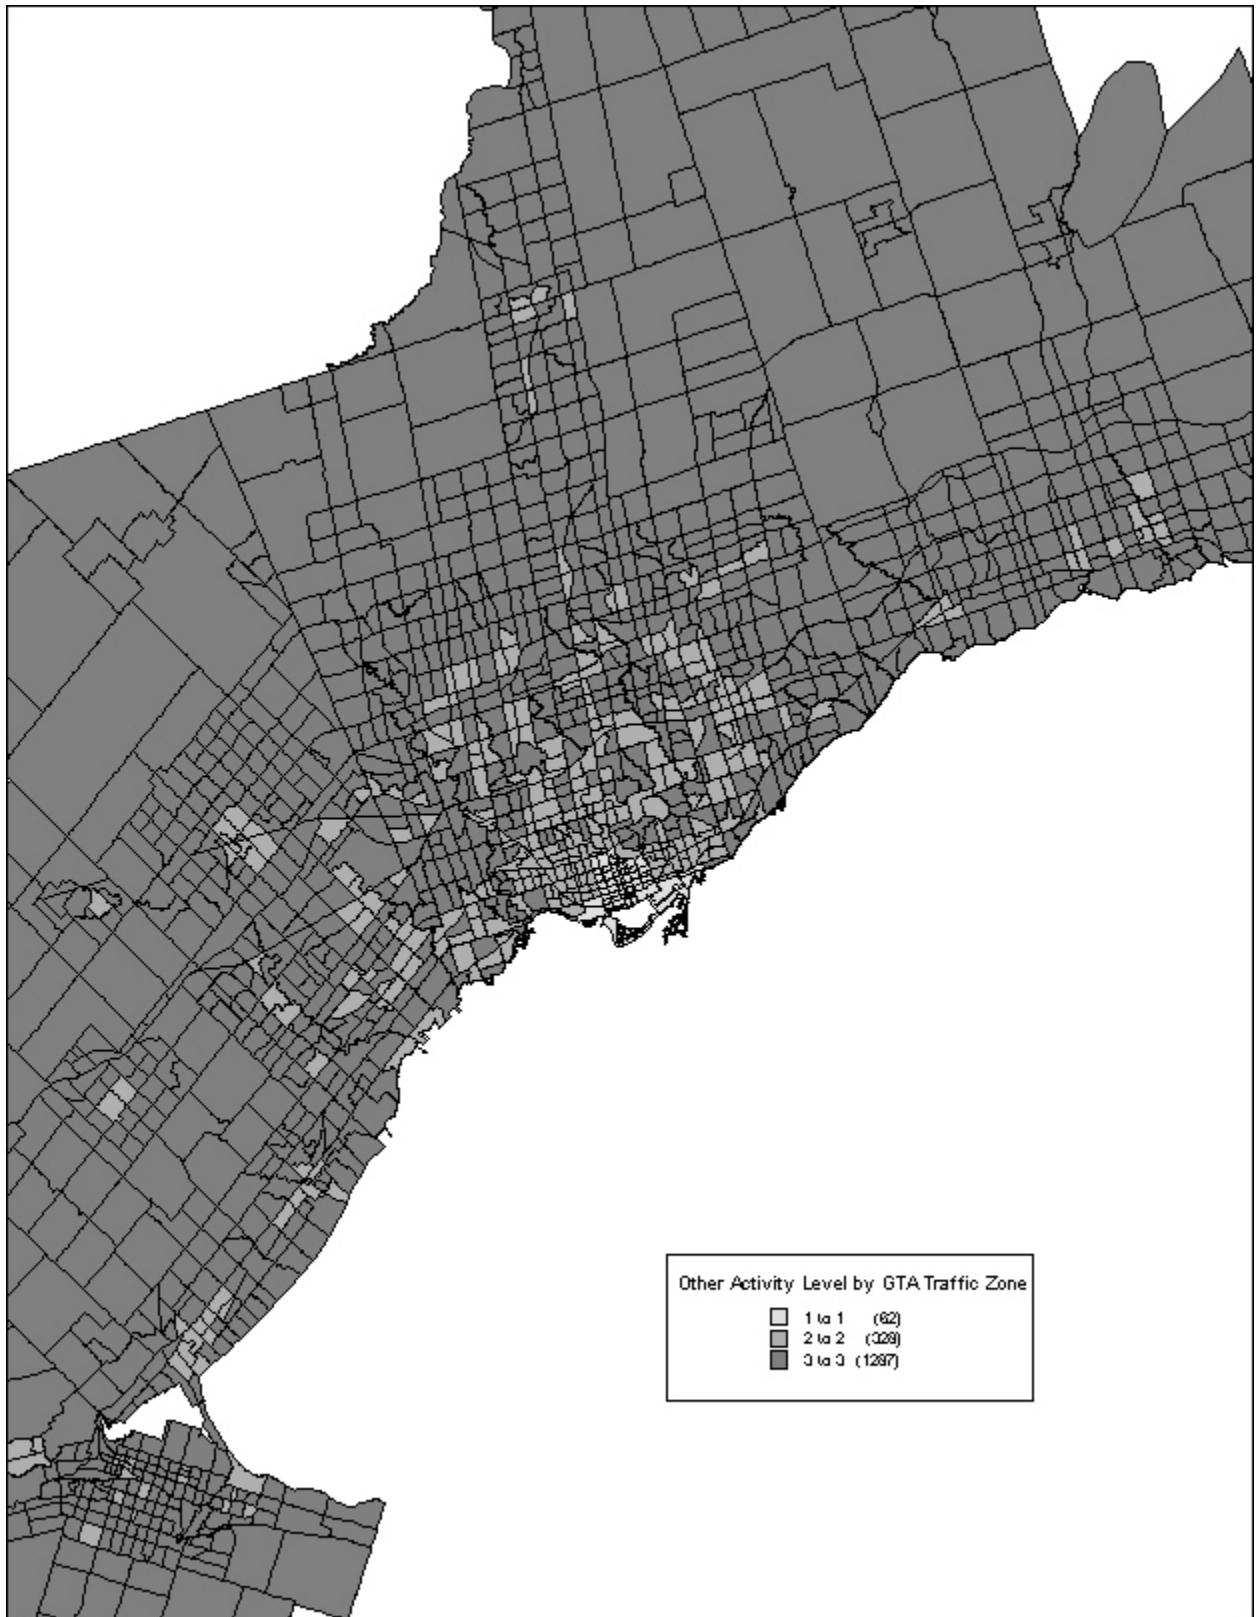 Other Activity Level by GTA Traffic Zone
1 to 1 (62)
2 to 2 (328)
3 to 3 (1287)